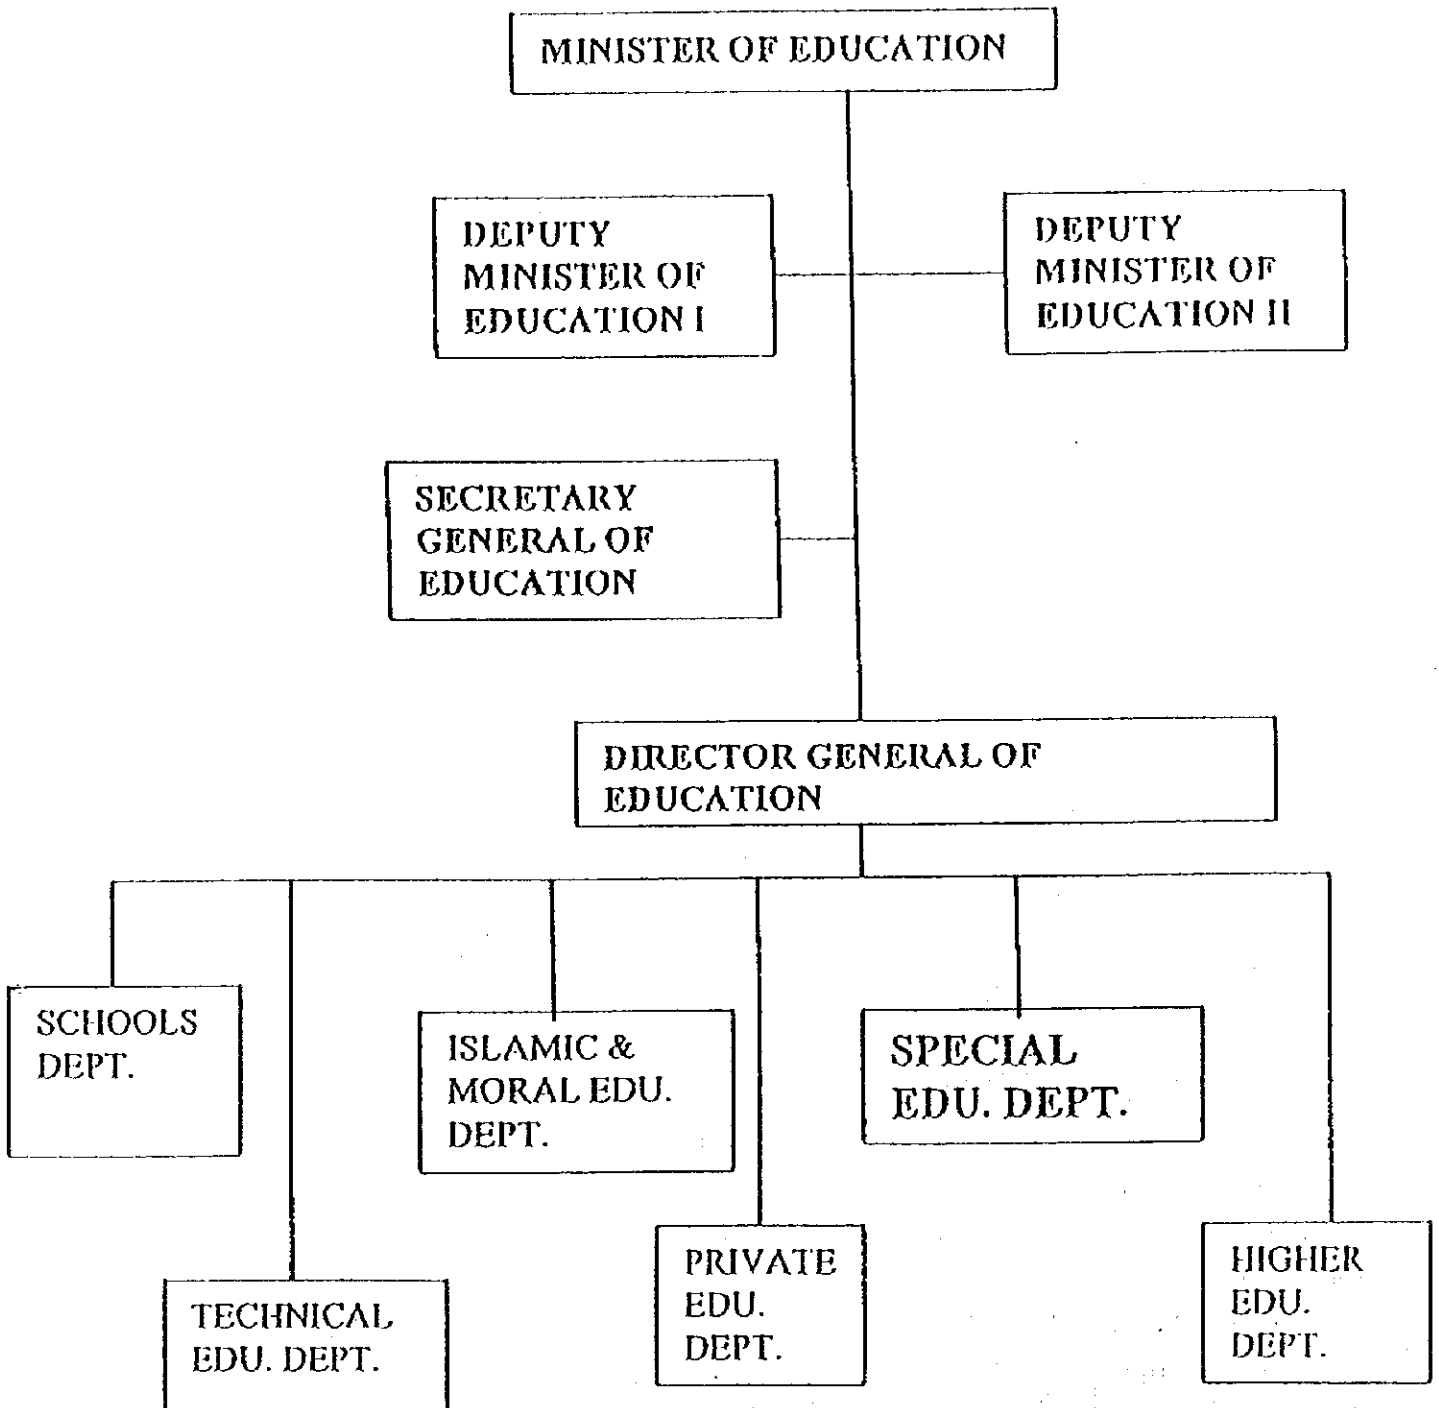 MINISTER OF EDUCATION
DEPUTY
MINISTER OF
EDUCATION I
DEPUTY
MINISTER OF
EDUCATION II
SECRETARY
GENERAL OF
EDUCATION
DIRECTOR GENERAL OF
EDUCATION
SCHOOLS
DEPT.
ISLAMIC &
MORAL EDU.
DEPT.
SPECIAL
EDU. DEPT.
TECHNICAL
EDU. DEPT.
PRIVATE
EDU.
DEPT.
HIGHER
EDU.
DEPT.